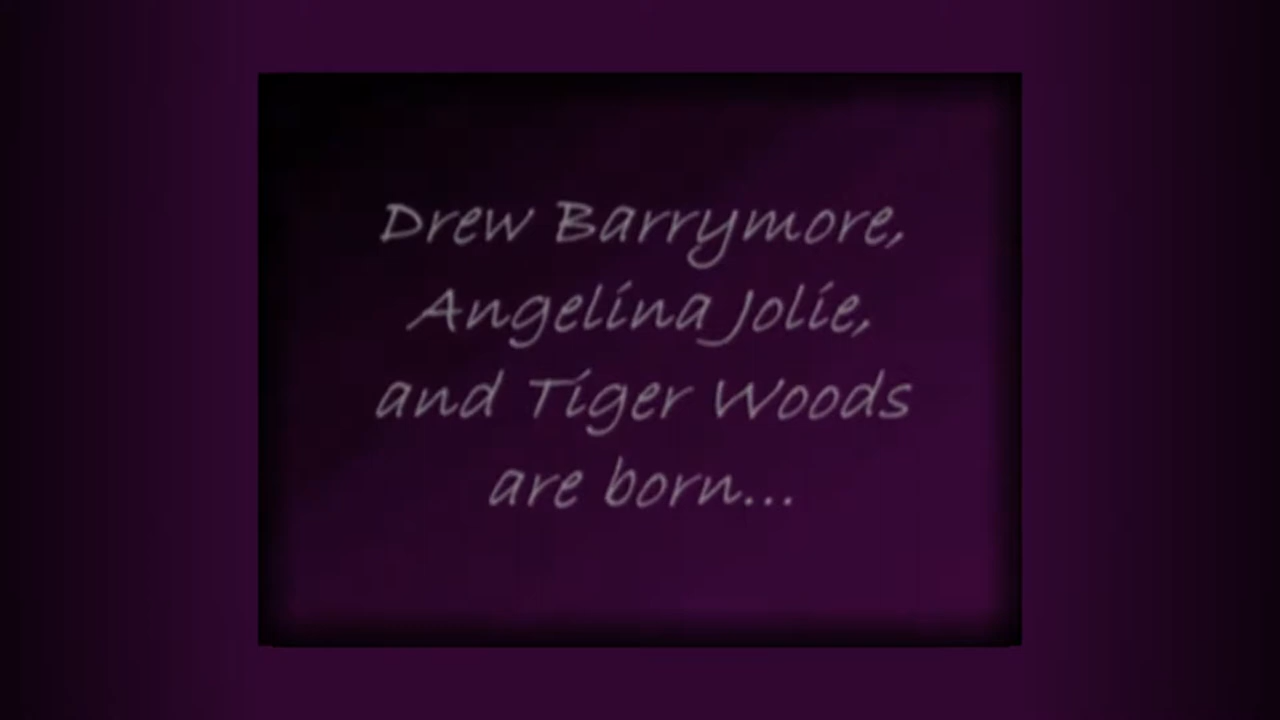 Drew Barrymore,
Angelina Jolie,
and Tiger Woods
are born...